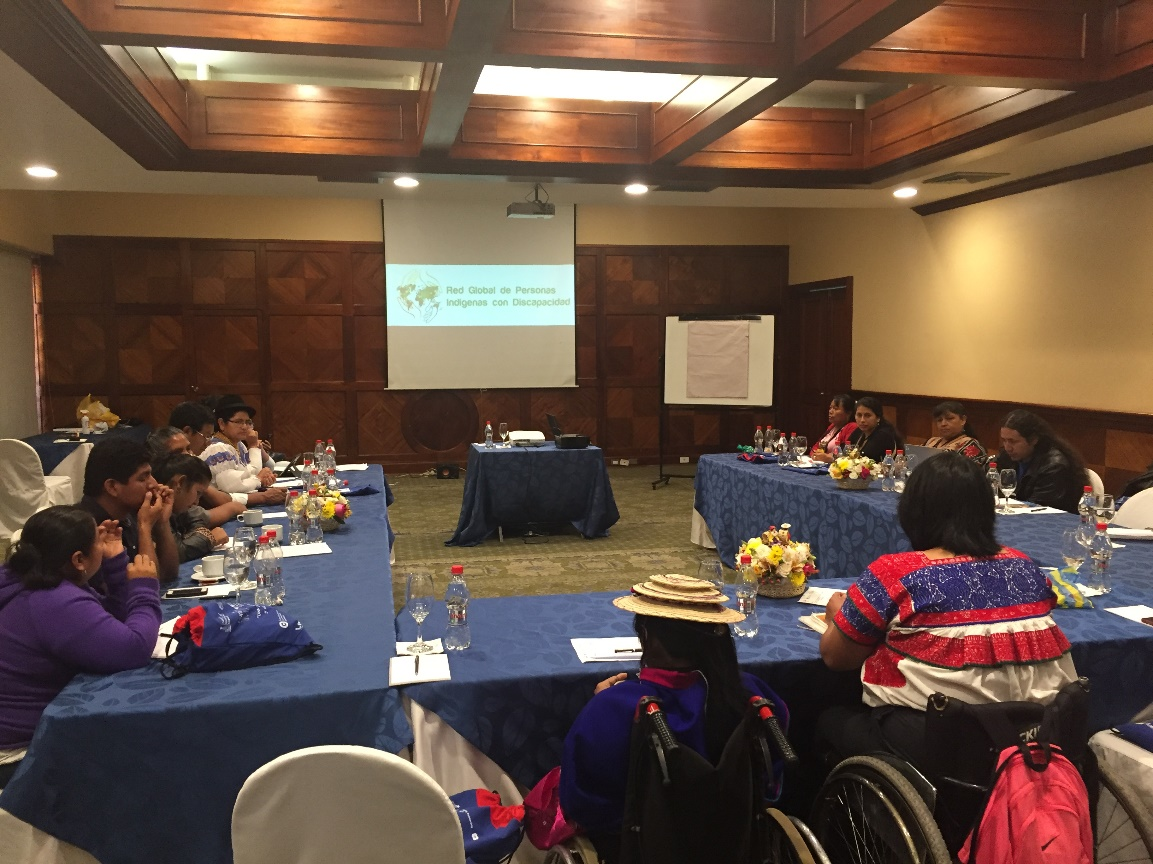 Red Global de Personas
Indígenas con Discapacidad